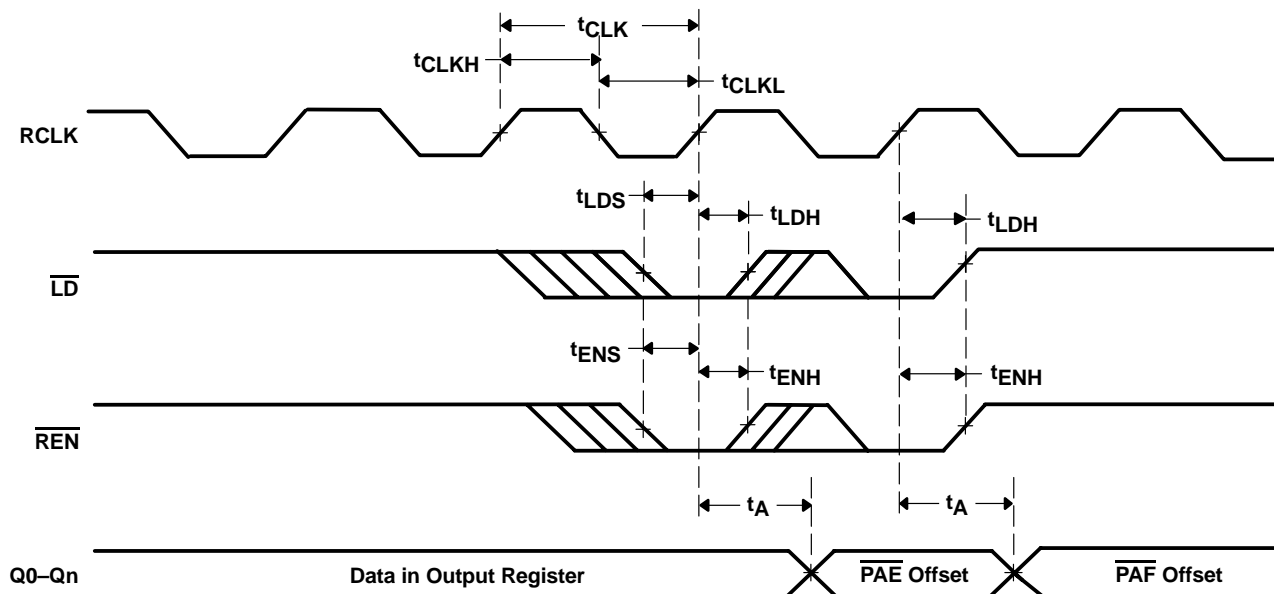 tCLK
tCLKH
tCLKL
RCLK
tLDS
tLDH
tLDH
LD
tENS
tENH
tENH
REN
tA
tA
Q0–Qn
Data in Output Register
PAE Offset
PAF Offset